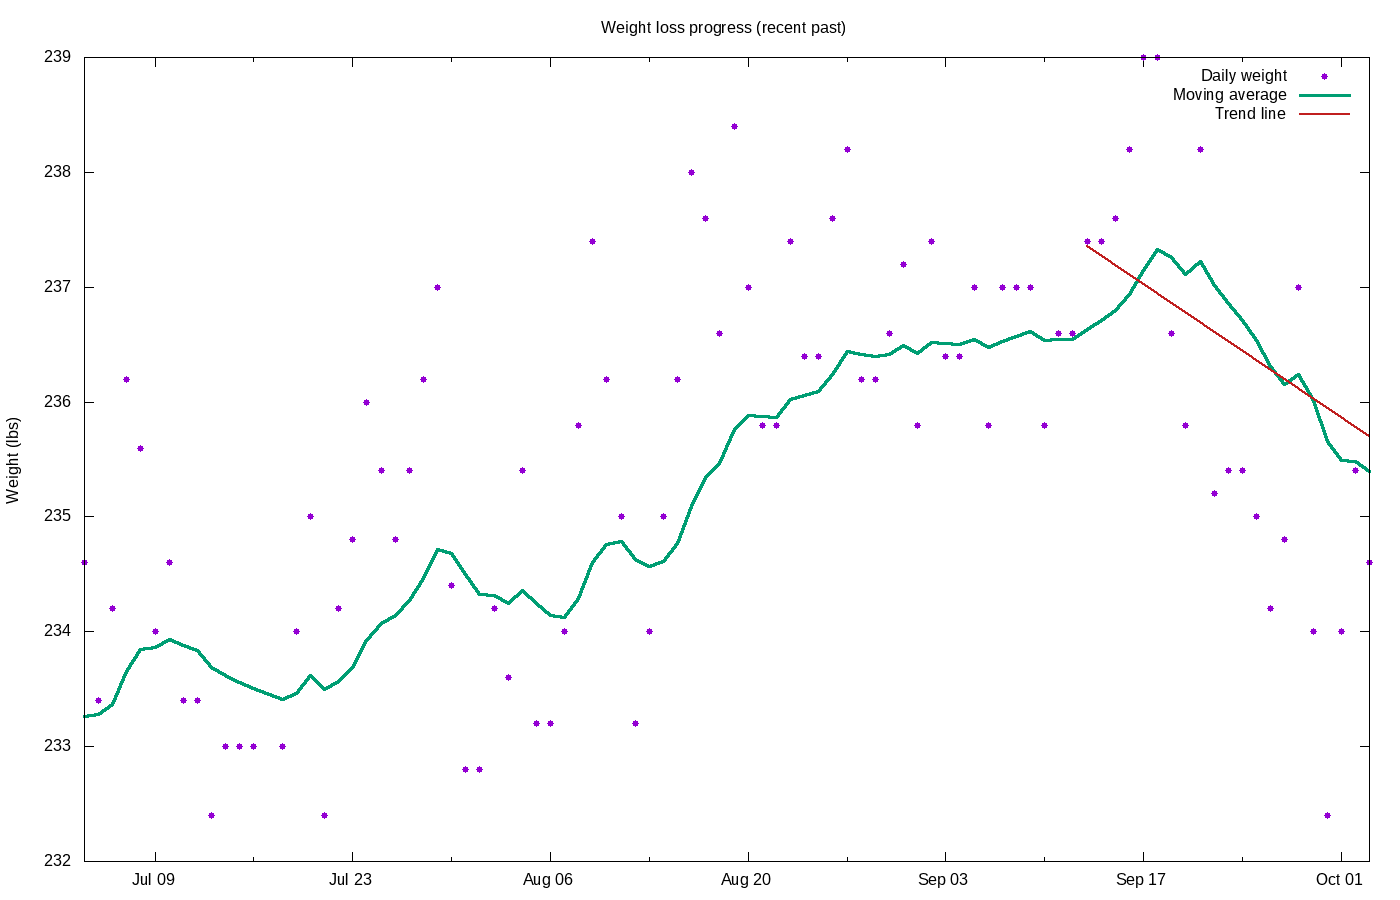 Weight loss progress (recent past)
239
238
237
236
235
234
233
232
Weight (lbs)
Daily weight
Moving average
Trend line
Jul 09
Jul 23
Aug 06
Aug 20
Sep 03
Sep 17
Oct 01